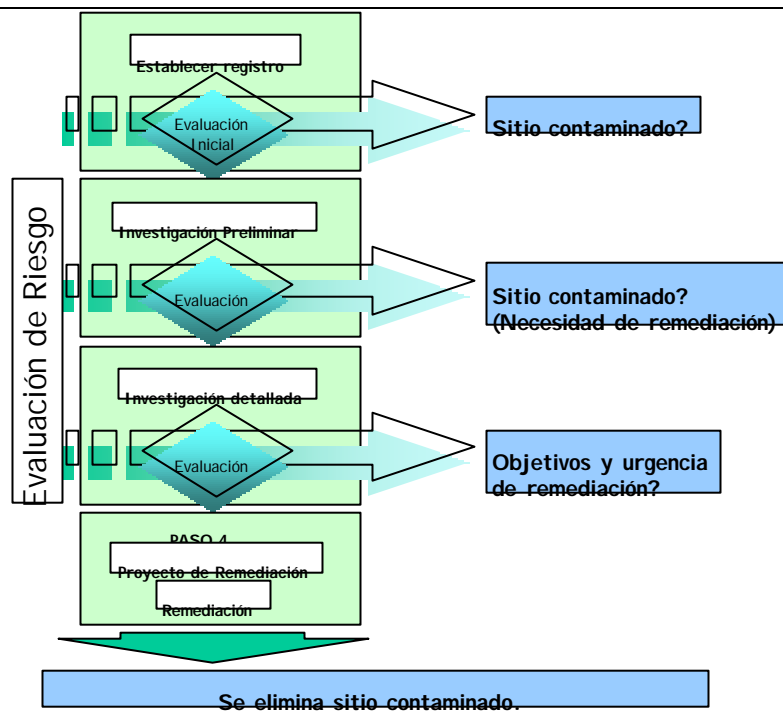 Establecer registro
Evaluación
Inicial
Sitio contaminado?
Evaluación de Riesgo
Investigación Preliminar
Evaluación
Sitio contaminado?
(Necesidad de remediación)
Investigación detallada
Evaluación
Objetivos y urgencia
de remediación?
PASO 4
Proyecto de Remediación
Remediación
Se elimina sitio contaminado.